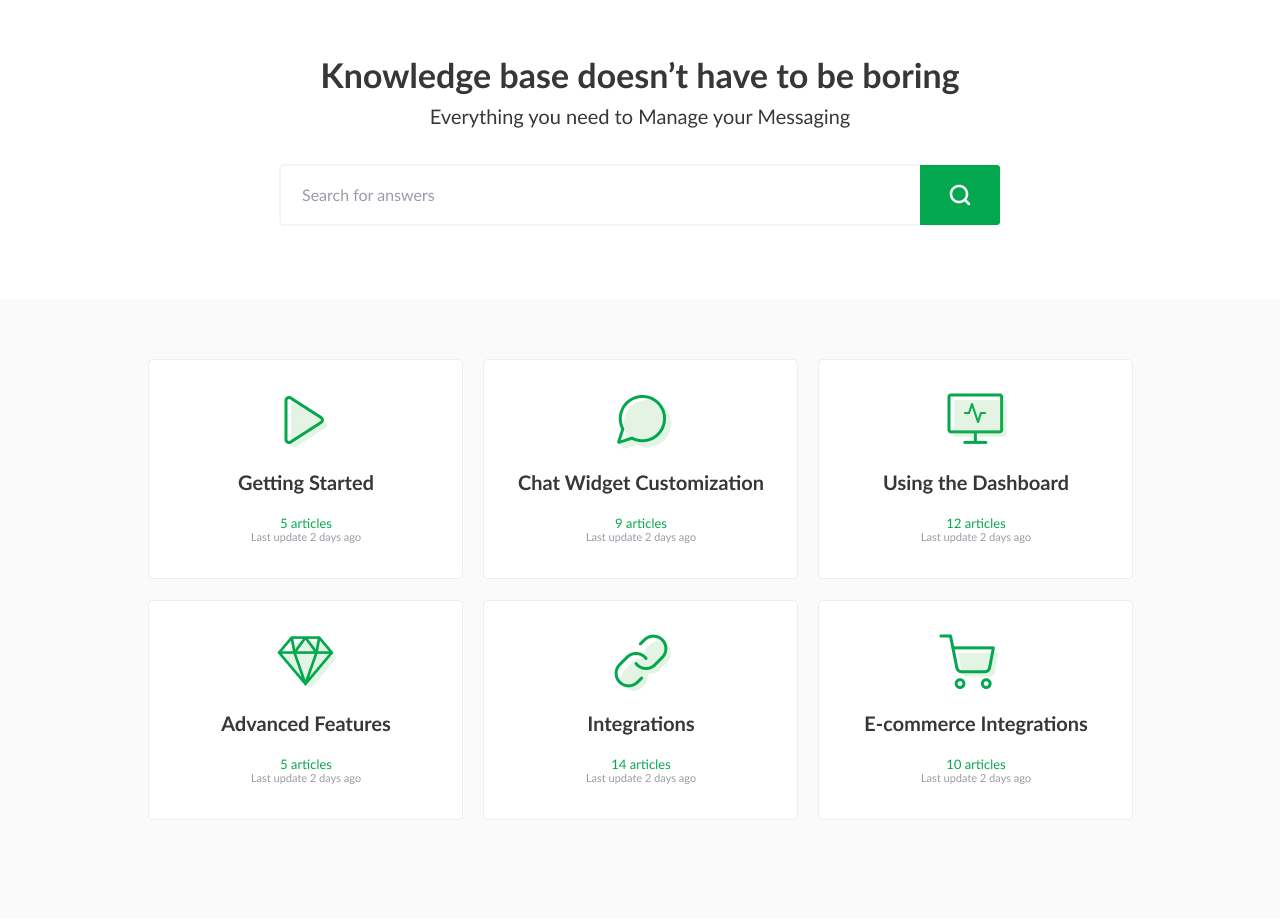 Knowledge base doesn’t have to be boring
Everything you need to Manage your Messaging
Search for answers
Getting Started
5 articles
Last update 2 days ago
Chat Widget Customization
9 articles
Last update 2 days ago
Using the Dashboard
12 articles
Last update 2 days ago
Advanced Features
5 articles
Last update 2 days ago
Integrations
14 articles
Last update 2 days ago
E-commerce Integrations
10 articles
Last update 2 days ago